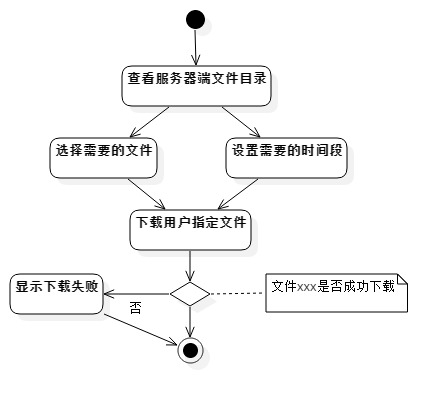 查看服务器端文件目录
选择需要的文件
设置需要的时间段
下载用户指定文件
显示下载失败
文件xxx是否成功下载
否